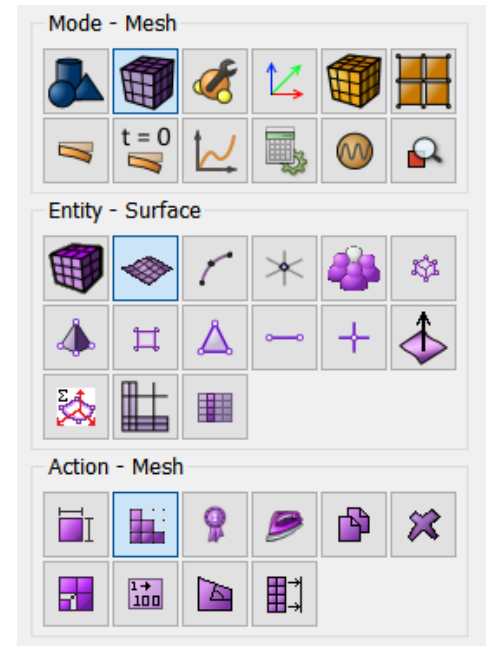 Mode - Mesh
t = 0
Entity - Surface
Σ
Action - Mesh
1→
100